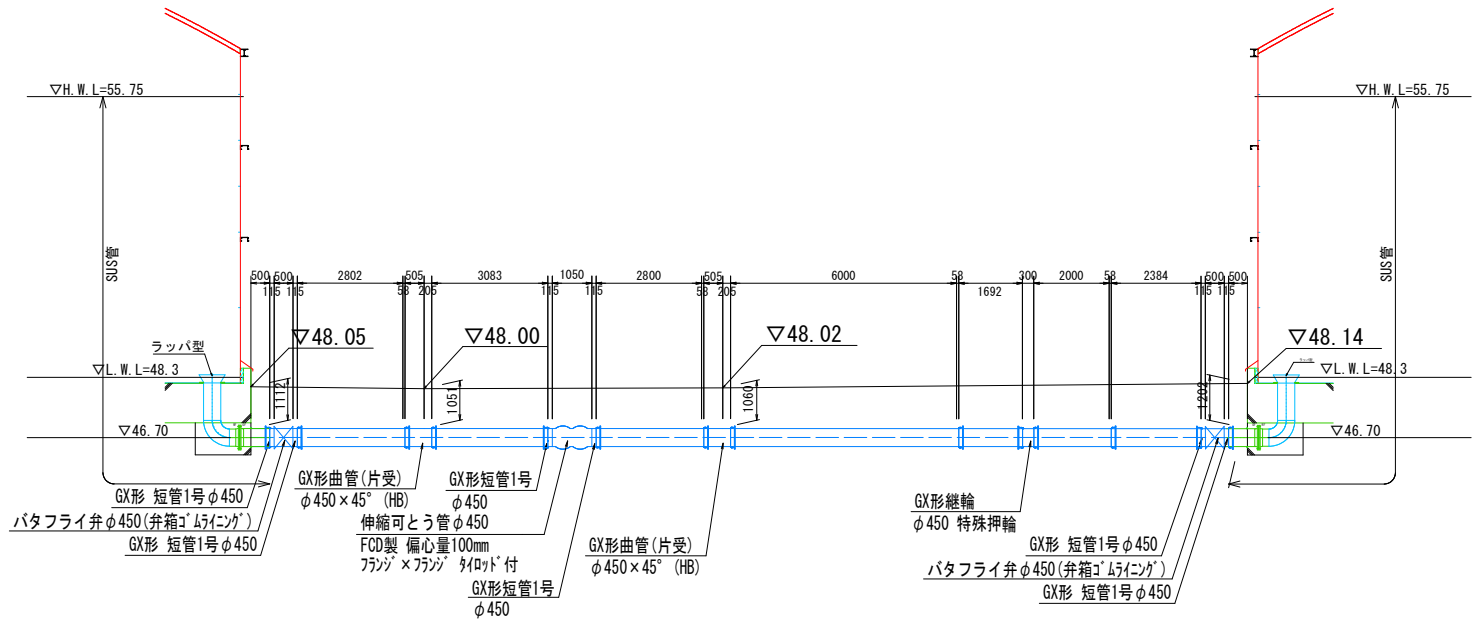 ▽H.W.L=55.75
▽H.W.L=55.75
SUS管
SUS管
500 500 2802 505 3083 1050 2800 505 6000 58 300 2000 58 2384 500 500
115 115 58 205 115 115 58 205 1692 115 115
▽48.05
▽48.00
▽48.02
▽48.14
ラッパ型
▽L.W.L=48.3
▽L.W.L=48.3
1112
1051
1060
1202
▽46.70
▽46.70
GX形 短管1号φ450
バタフライ弁φ450(弁箱ｺﾞﾑﾗｲﾆﾝｸﾞ)
GX形 短管1号φ450
GX形曲管(片受)
φ450×45° (HB)
GX形短管1号
φ450
伸縮可とう管φ450
FCD製 偏心量100mm
ﾌﾗﾝｼﾞ×ﾌﾗﾝｼﾞ ﾀｲﾛｯﾄﾞ付
GX形短管1号
φ450
GX形曲管(片受)
φ450×45° (HB)
GX形継輪
φ450 特殊押輪
GX形 短管1号φ450
バタフライ弁φ450(弁箱ｺﾞﾑﾗｲﾆﾝｸﾞ)
GX形 短管1号φ450